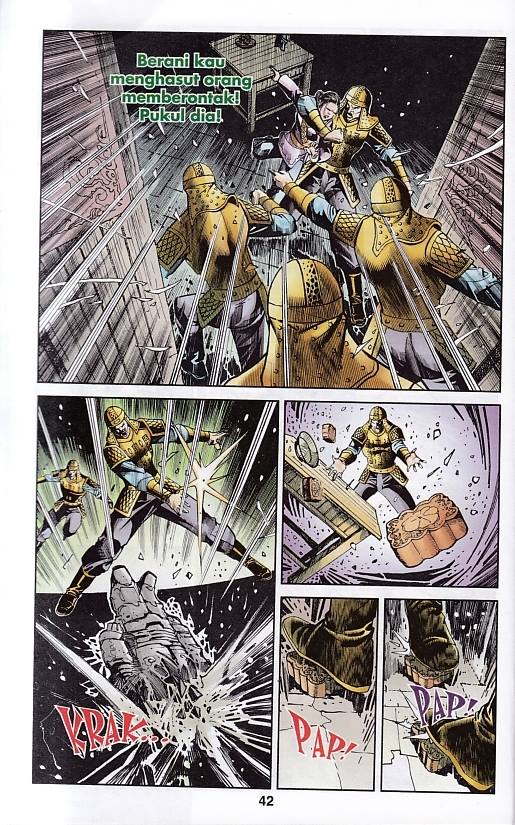 Berani kau
menghasut orang
memberontak!
Pukul dia!
KRAK...
PAP!
PAP!
42